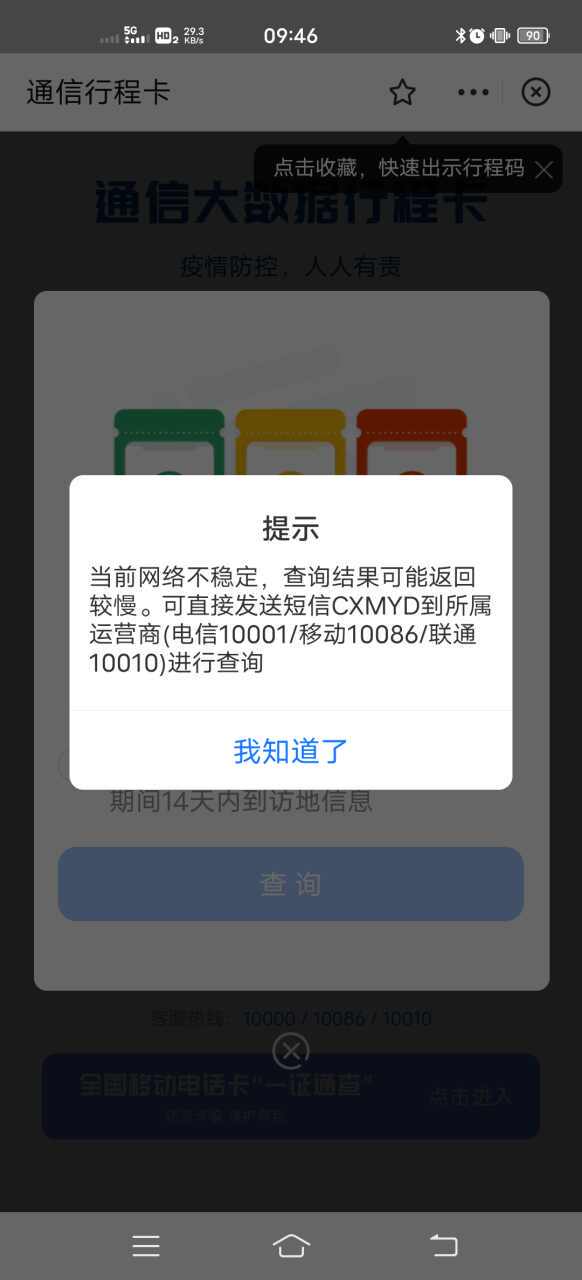 5G
HD 2
29.3
KB/s
09:46
90
通信行程卡
点击收藏，快速出示行程码
通信大数据行程卡
疫情防控，人人有责
提示
当前网络不稳定，查询结果可能返回
较慢。可直接发送短信CXMYD到所属
运营商(电信10001/移动10086/联通
10010)进行查询
我知道了
期间14天内到访地信息
查询
客服热线：10000 / 10086 / 10010
全国移动电话卡“一证通查”
点击进入